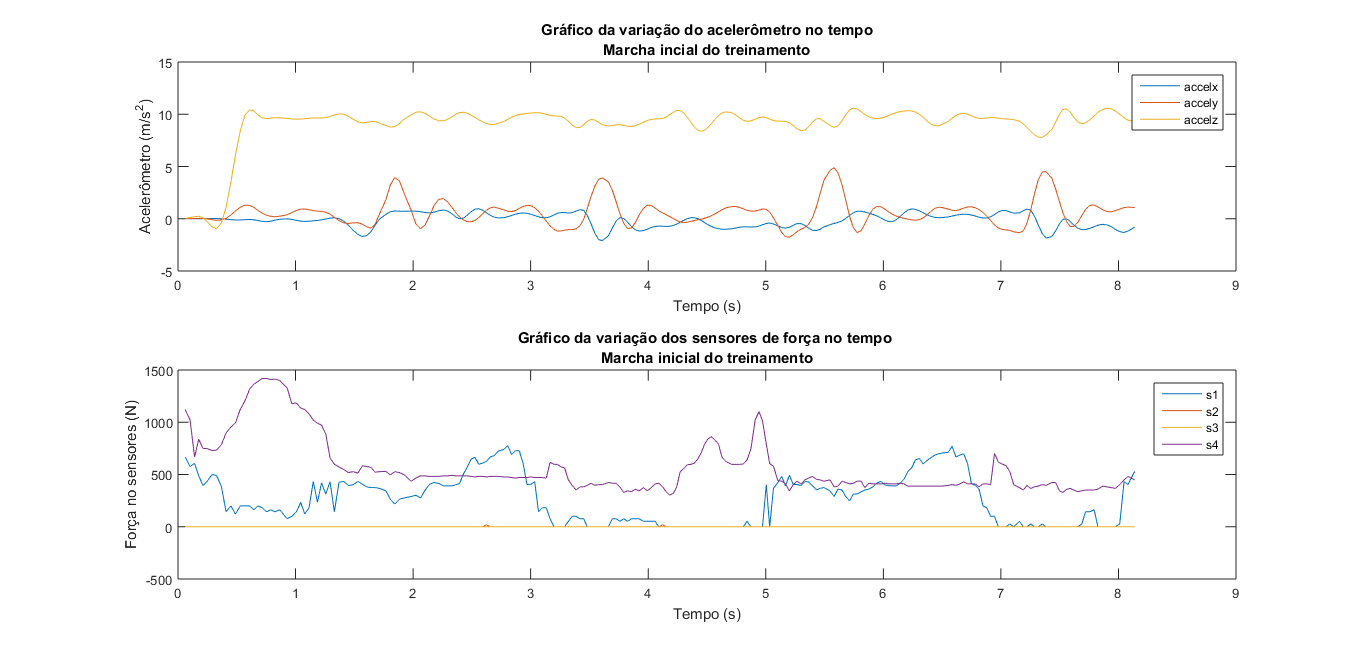 Gráfico da variação do acelerômetro no tempo
Marcha incial do treinamento
Acelerômetro (m/s²)
15
10
5
0
-5
accelx
accely
accelz
0 1 2 3 4 5 6 7 8 9
Tempo (s)
Gráfico da variação dos sensores de força no tempo
Marcha inicial do treinamento
Força no sensores (N)
1500
1000
500
0
-500
s1
s2
s3
s4
0 1 2 3 4 5 6 7 8 9
Tempo (s)